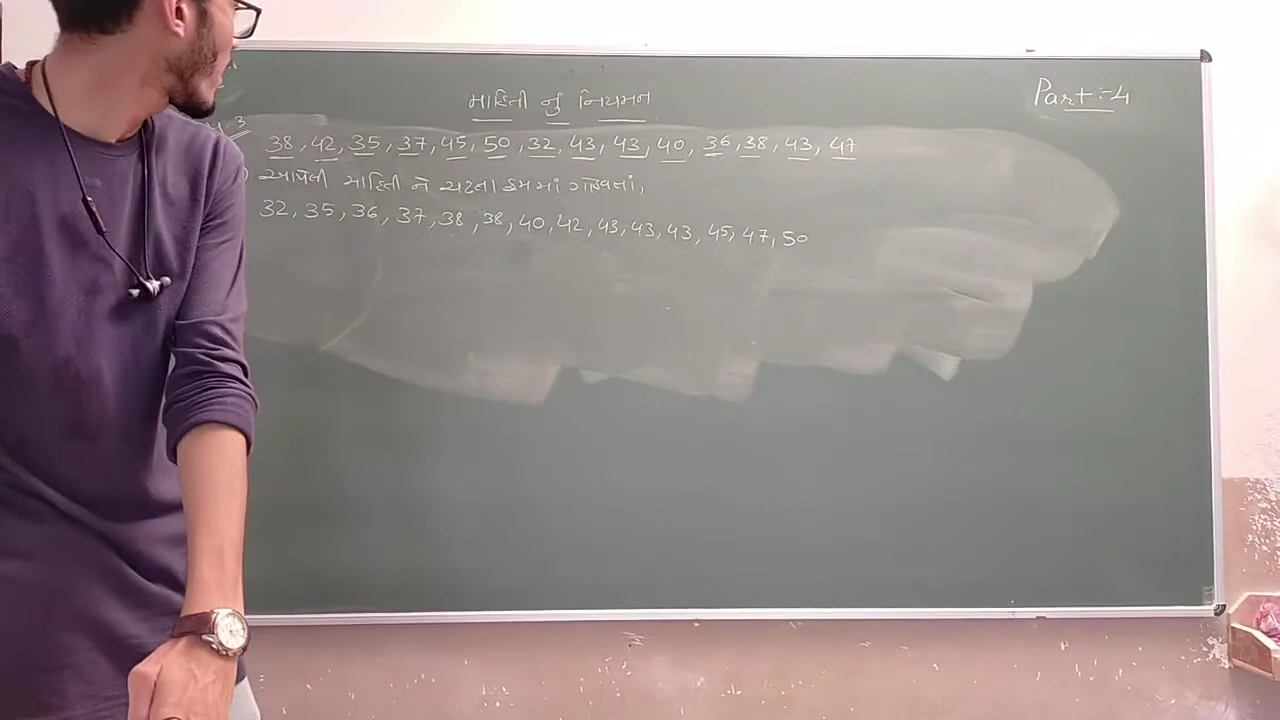 માહિતી નું નિયમન
Part:-4
38, 42, 35, 37, 45, 50, 32, 43, 43, 40, 36, 38, 43, 47
આપેલી માહિતી ને ચઢતા ક્રમમાં ગોઠવતાં,
32, 35, 36, 37, 38, 38, 40, 42, 43, 43, 43, 45, 47, 50